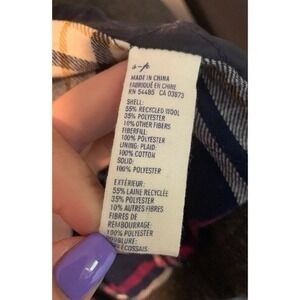 MADE IN CHINA
FABRIQUÉ EN CHINE
RN 54485 CA 03873
SHELL:
55% RECYCLED WOOL
35% POLYESTER
10% OTHER FIBERS
FIBERFILL:
100% POLYESTER
LINING: PLAID:
100% COTTON
SOLID:
100% POLYESTER
EXTÉRIEUR:
55% LAINE RECYCLÉE
35% POLYESTER
10% AUTRES FIBRES
FIBRES DE
REMBOURRAGE:
100% POLYESTER